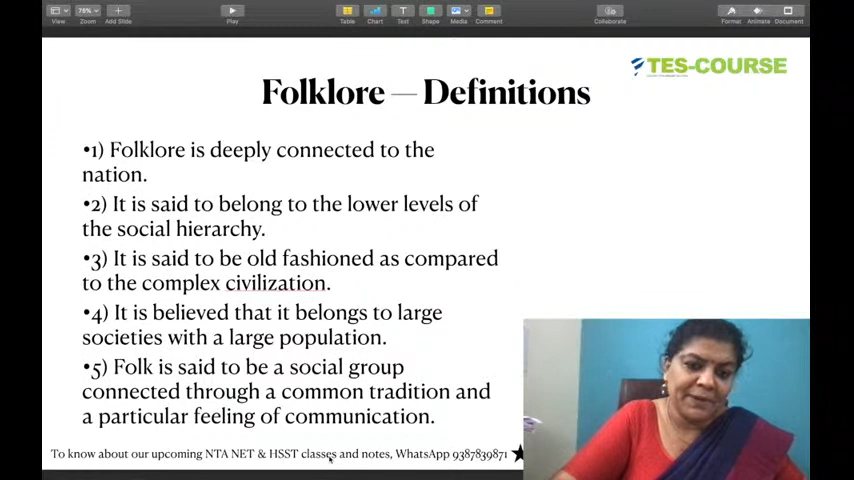 View
75%
Zoom
Add Slide
Play
Table
Chart
Text
Shape
Media
Comment
Collaborate
Format
Animate
Document
TES-COURSE
Folklore — Definitions
•1) Folklore is deeply connected to the
nation.
•2) It is said to belong to the lower levels of
the social hierarchy.
•3) It is said to be old fashioned as compared
to the complex civilization.
•4) It is believed that it belongs to large
societies with a large population.
•5) Folk is said to be a social group
connected through a common tradition and
a particular feeling of communication.
To know about our upcoming NTA NET & HSST classes and notes, WhatsApp 9387839871